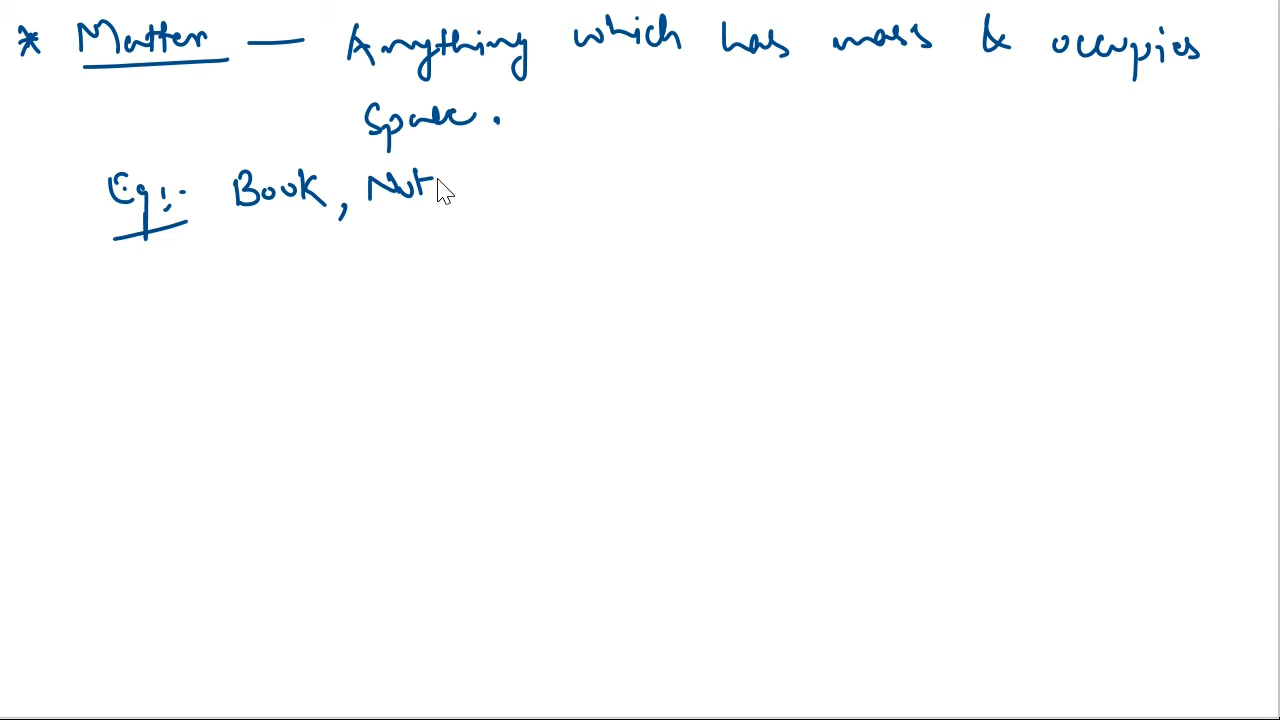 * Matter — Anything which has mass & occupies
space.
Eg:- Book, Not